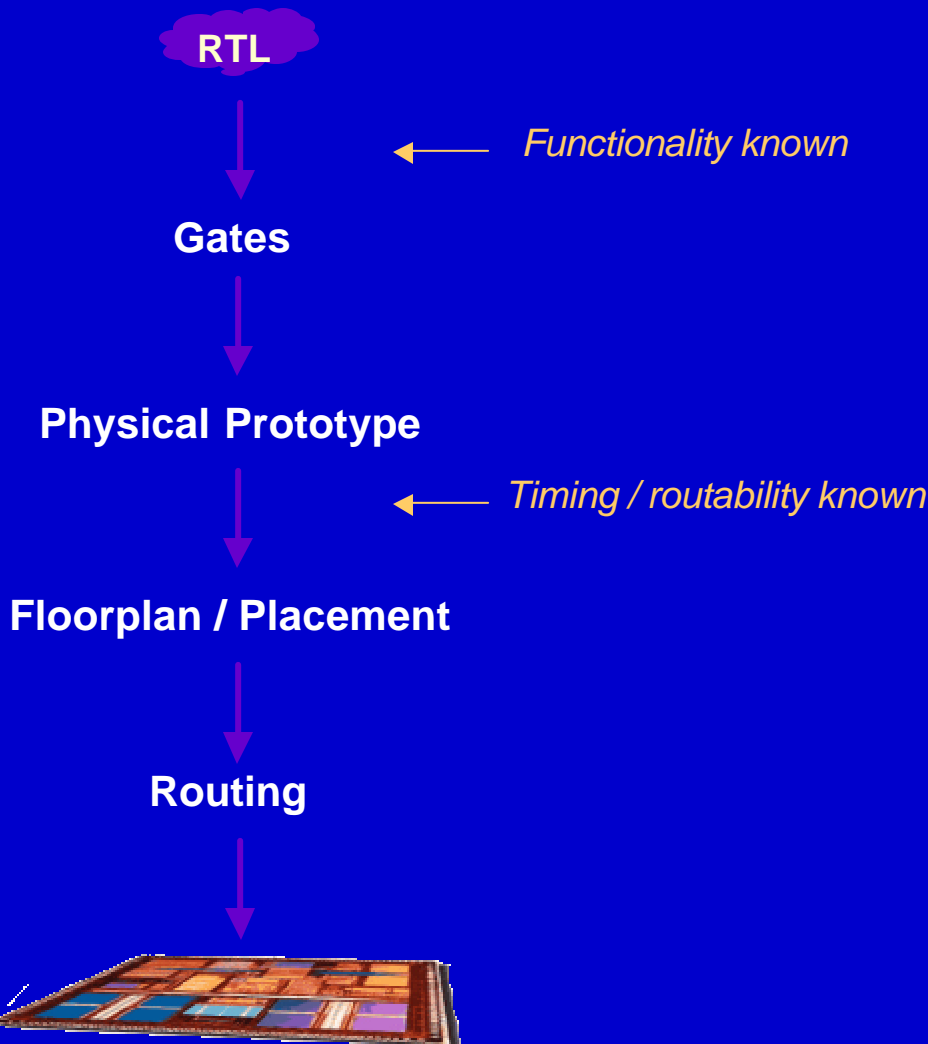 RTL
Functionality known
Gates
Physical Prototype
Timing / routability known
Floorplan / Placement
Routing